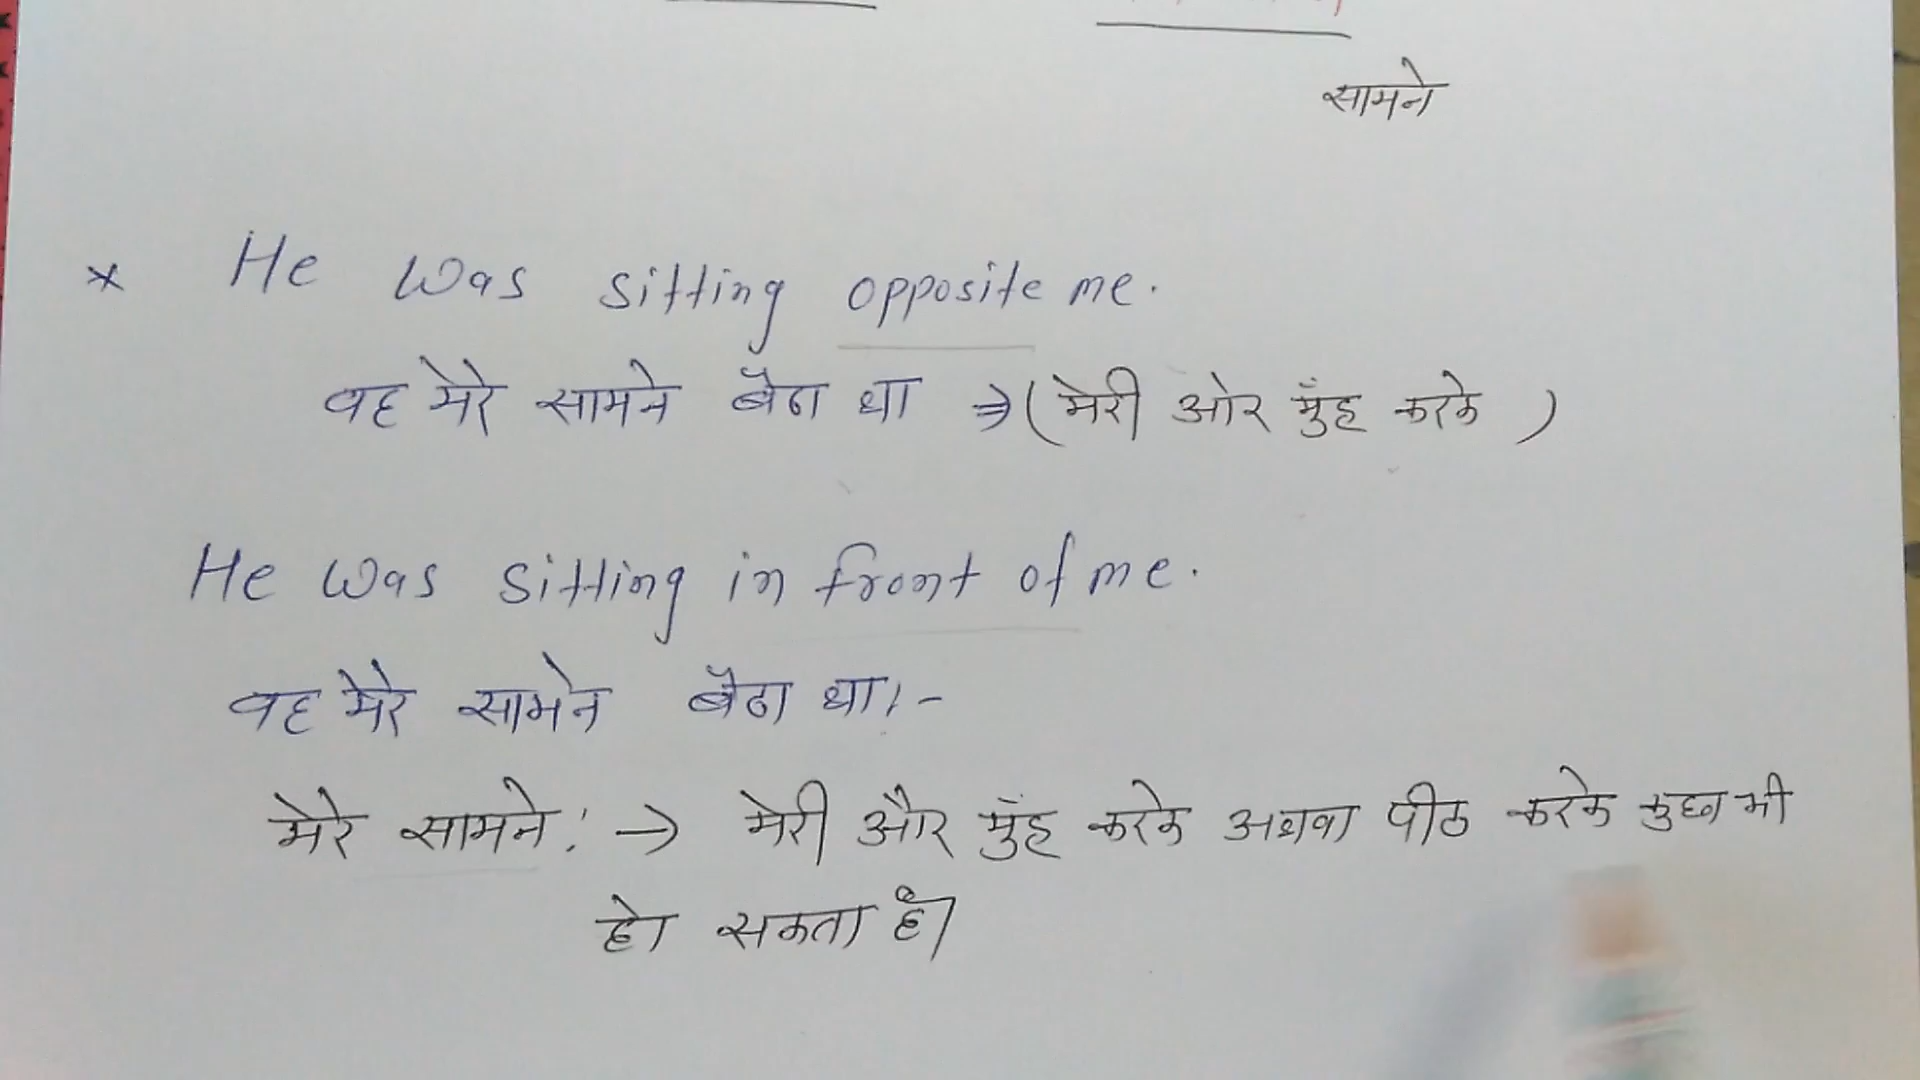 सामने
* He was sitting opposite me.
वह मेरे सामने बैठा था ⇒ (मेरी ओर मुँह करके )
He was sitting in front of me.
वह मेरे सामने बैठा था। -
मेरे सामने : → मेरी और मुँह करके अथवा पीठ करके कुछ भी
हो सकता है।